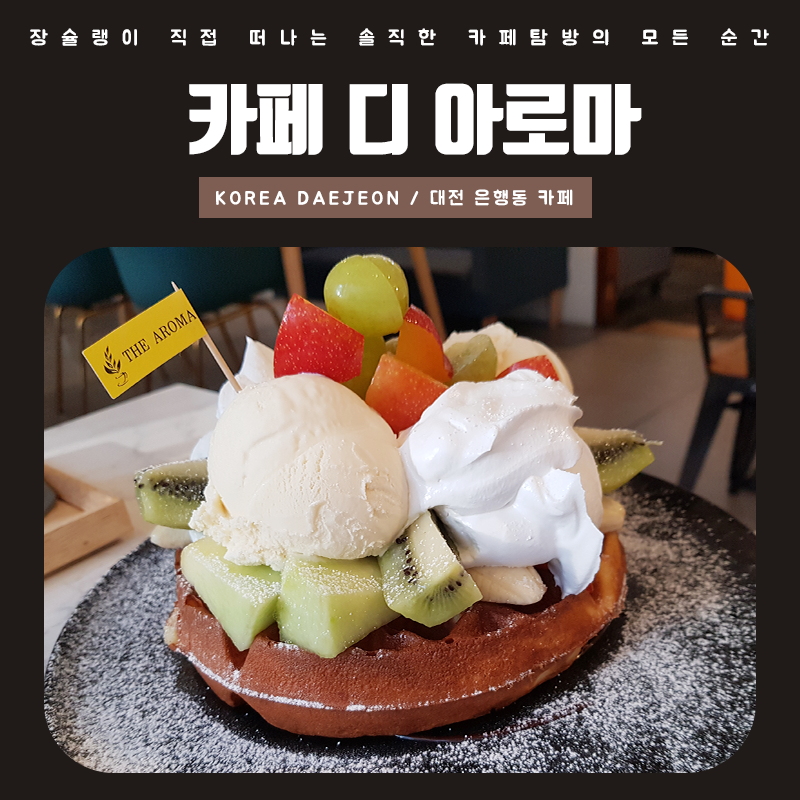 장슐랭이 직접 떠나는 솔직한 카페탐방의 모든 순간
카페 디 아로마
KOREA DAEJEON / 대전 은행동 카페
THE AROMA